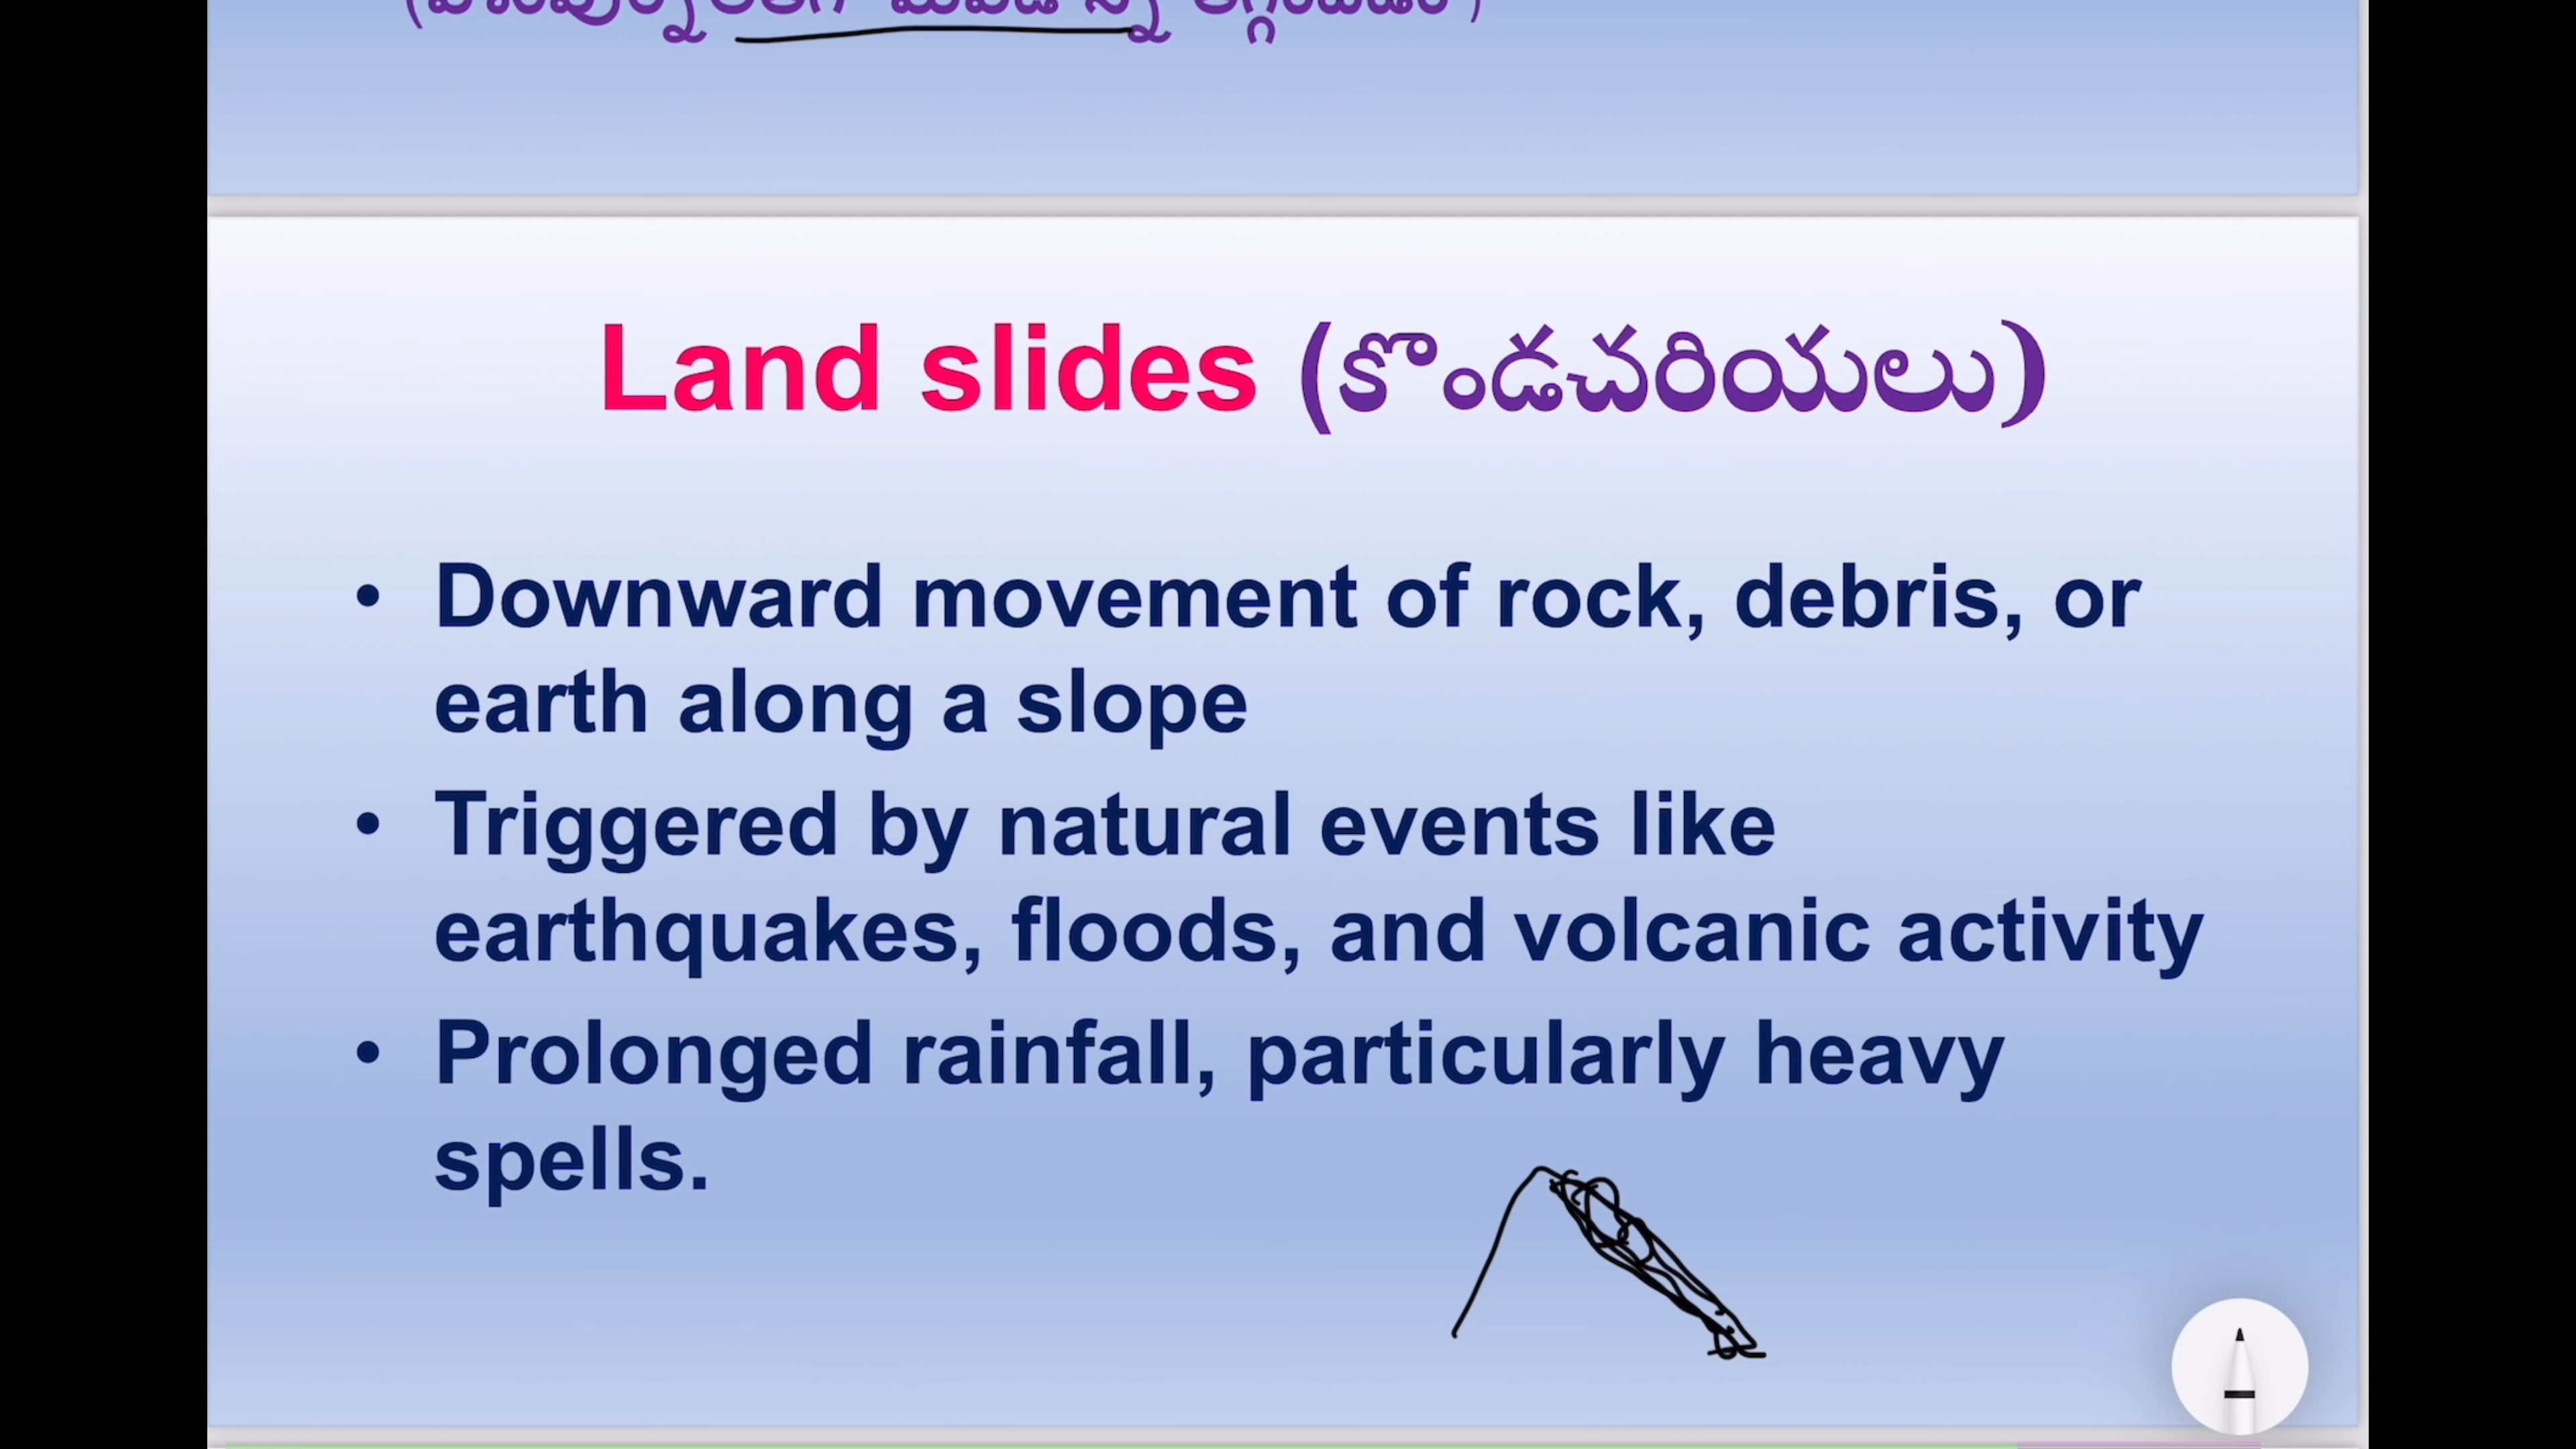 Land slides (కొండచరియలు)
• Downward movement of rock, debris, or
earth along a slope
• Triggered by natural events like
earthquakes, floods, and volcanic activity
• Prolonged rainfall, particularly heavy
spells.